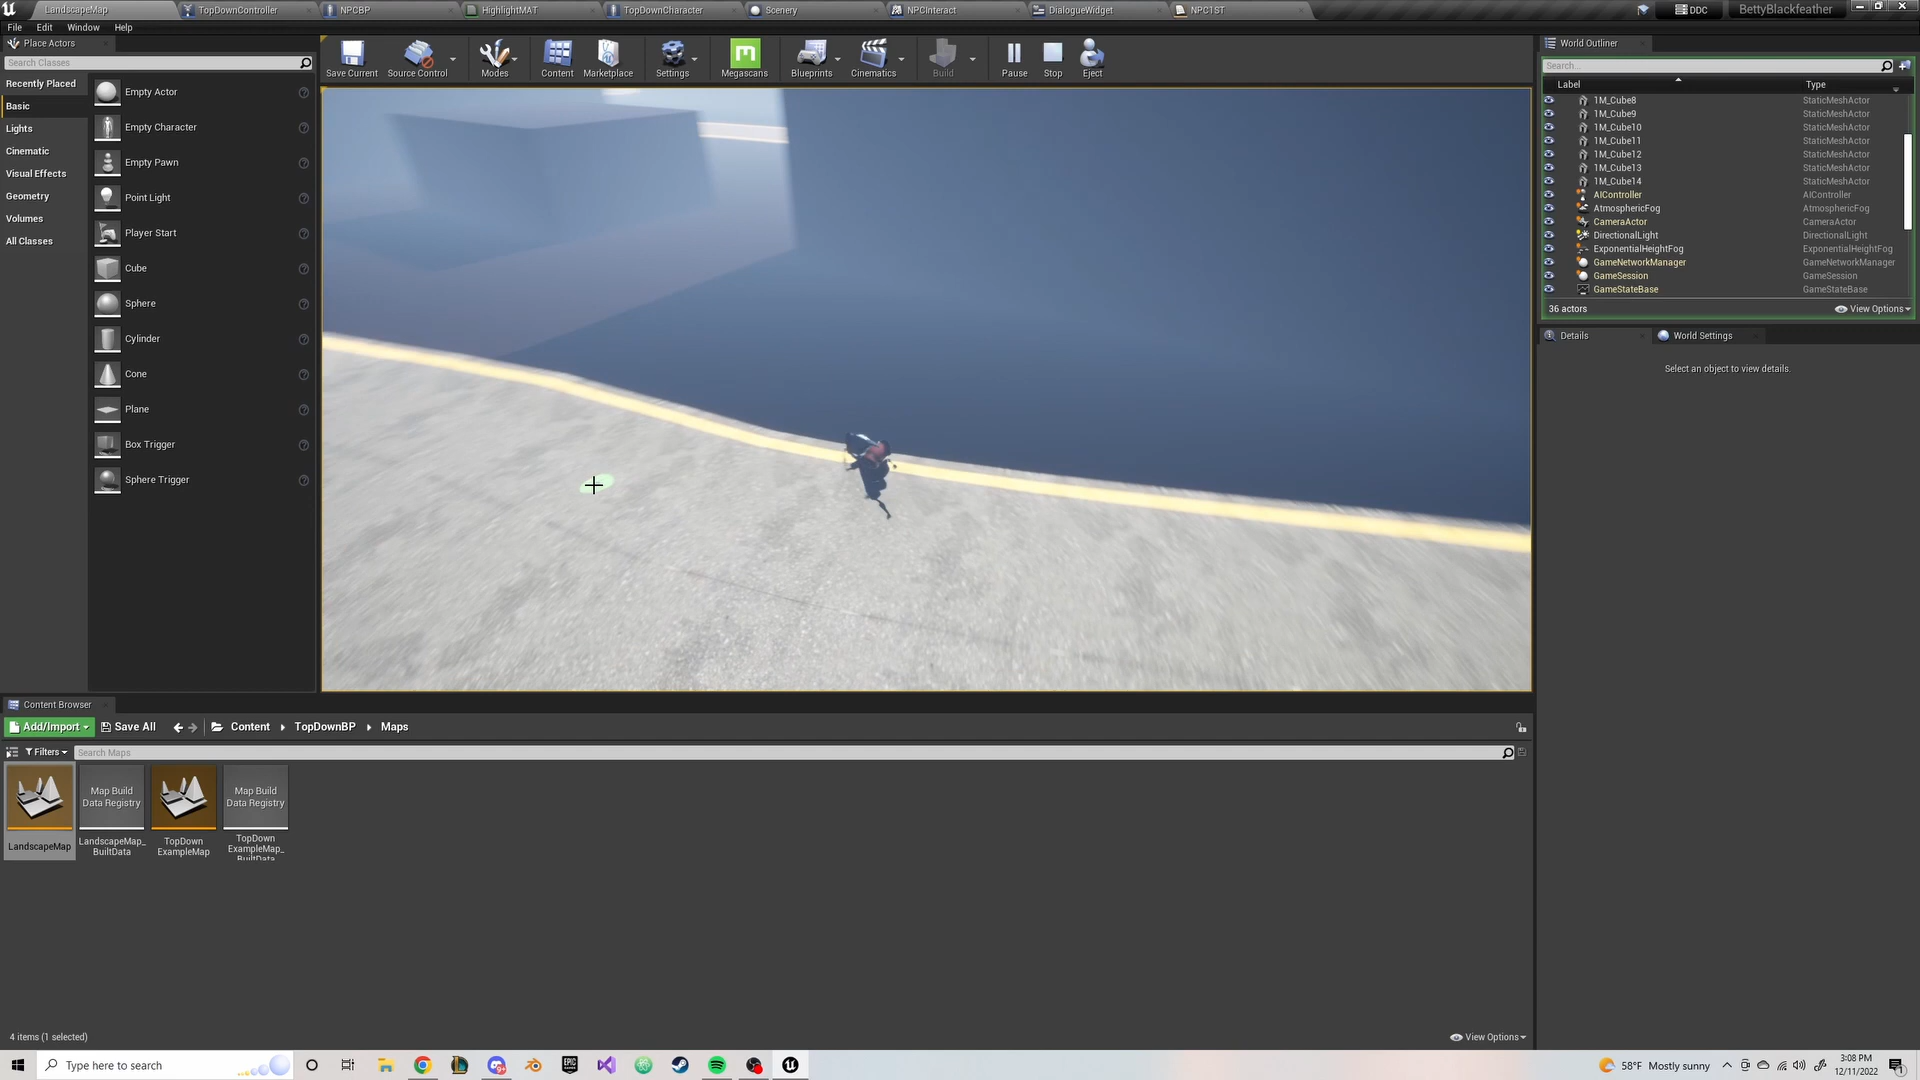 LandscapeMap
TopDownController
NPCBP
HighlightMAT
TopDownCharacter
Scenery
NPCInteract
DialogueWidget
NPC1ST
DDC
BettyBlackfeather
File Edit Window Help
Place Actors
Search Classes
Recently Placed
Basic
Lights
Cinematic
Visual Effects
Geometry
Volumes
All Classes
Empty Actor
Empty Character
Empty Pawn
Point Light
Player Start
Cube
Sphere
Cylinder
Cone
Plane
Box Trigger
Sphere Trigger
Save Current
Source Control
Modes
Content
Marketplace
Settings
Megascans
Blueprints
Cinematics
Build
Pause
Stop
Eject
World Outliner
Search...
Label Type
1M_Cube8 StaticMeshActor
1M_Cube9 StaticMeshActor
1M_Cube10 StaticMeshActor
1M_Cube11 StaticMeshActor
1M_Cube12 StaticMeshActor
1M_Cube13 StaticMeshActor
1M_Cube14 StaticMeshActor
AIController AIController
AtmosphericFog AtmosphericFog
CameraActor CameraActor
DirectionalLight DirectionalLight
ExponentialHeightFog ExponentialHeightFog
GameNetworkManager GameNetworkManager
GameSession GameSession
GameStateBase GameStateBase
36 actors View Options
Details World Settings
Select an object to view details.
Content Browser
Add/Import Save All Content TopDownBP Maps
Filters Search Maps
LandscapeMap
Map Build
Data Registry
LandscapeMap_
BuiltData
TopDown
ExampleMap
Map Build
Data Registry
TopDown
ExampleMap_
BuiltData
4 items (1 selected) View Options
Type here to search
58°F Mostly sunny
3:08 PM
12/11/2022